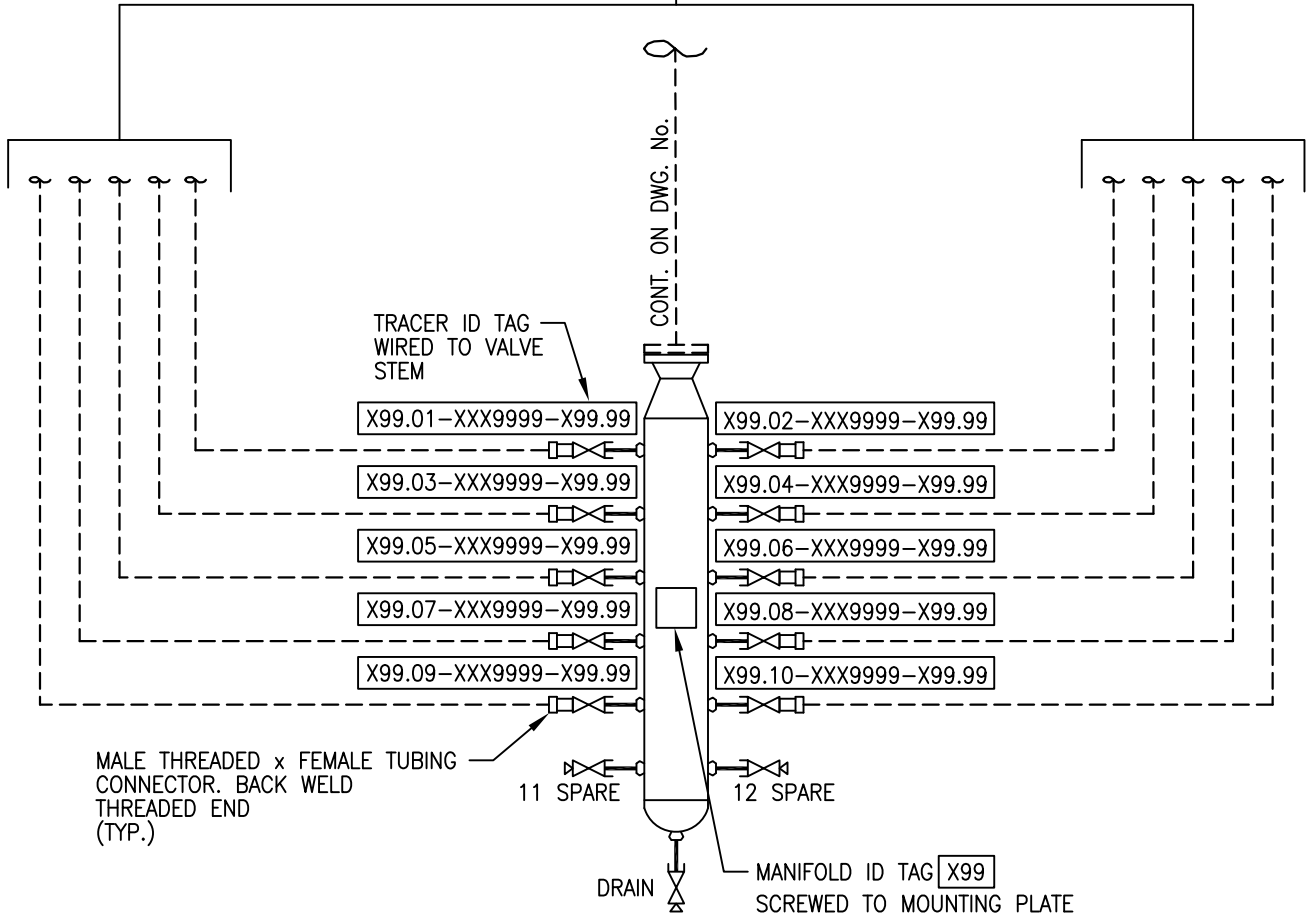 CONT. ON DWG. No.
TRACER ID TAG
WIRED TO VALVE
STEM
X99.01-XXX9999-X99.99
X99.02-XXX9999-X99.99
X99.03-XXX9999-X99.99
X99.04-XXX9999-X99.99
X99.05-XXX9999-X99.99
X99.06-XXX9999-X99.99
X99.07-XXX9999-X99.99
X99.08-XXX9999-X99.99
X99.09-XXX9999-X99.99
X99.10-XXX9999-X99.99
MALE THREADED x FEMALE TUBING
CONNECTOR. BACK WELD
THREADED END
(TYP.)
11 SPARE
12 SPARE
DRAIN
MANIFOLD ID TAG X99
SCREWED TO MOUNTING PLATE